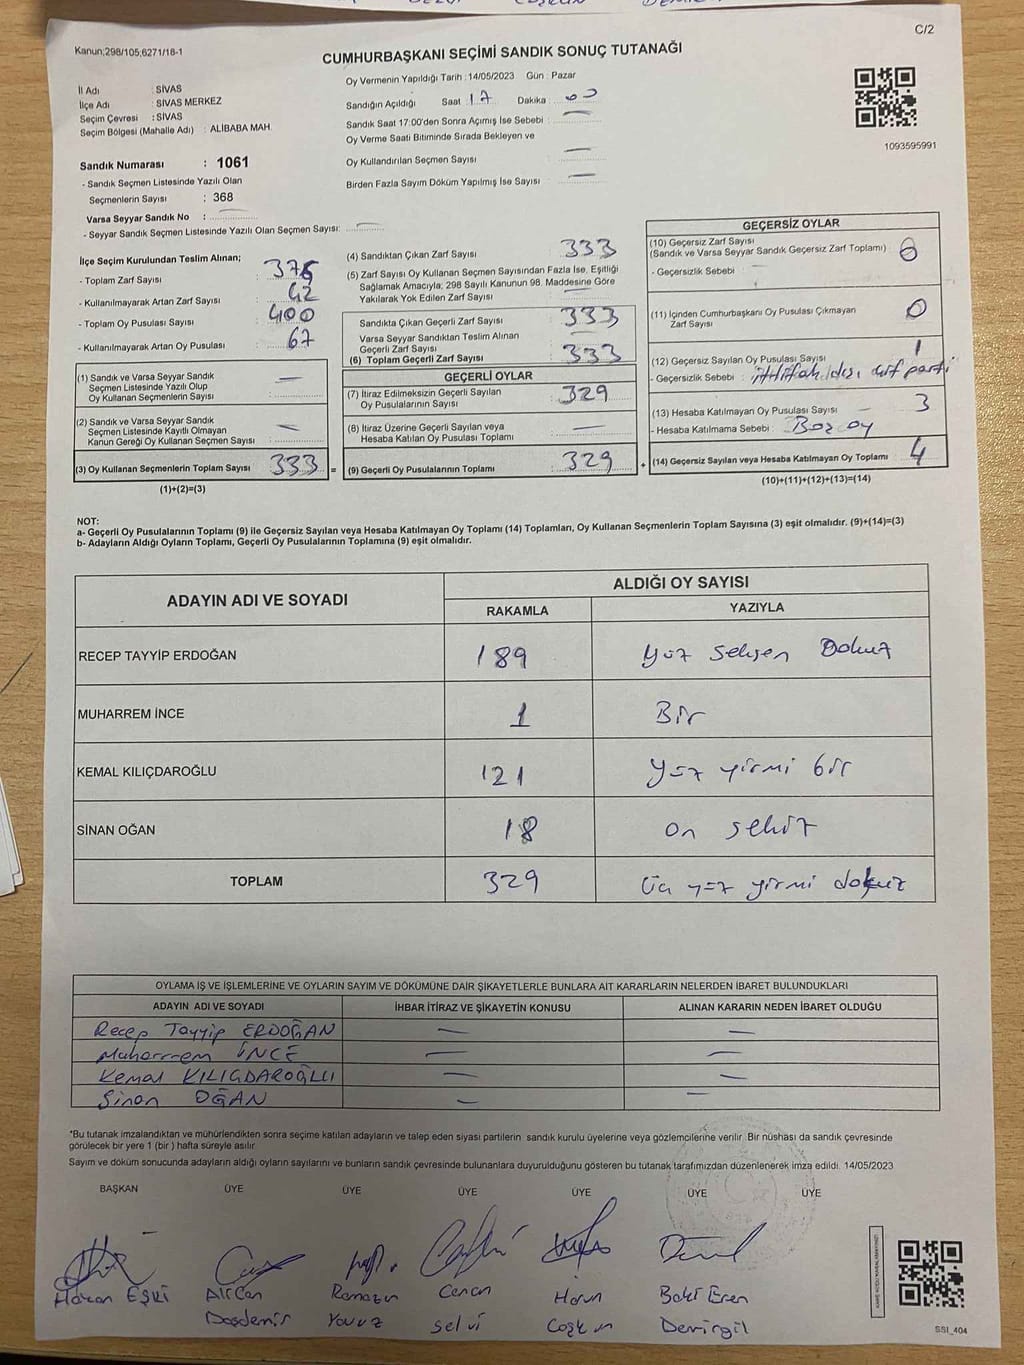 C/2
Kanun;298/105;6271/18-1
CUMHURBAŞKANI SEÇİMİ SANDIK SONUÇ TUTANAĞI
İl Adı : SİVAS
İlçe Adı : SİVAS MERKEZ
Seçim Çevresi : SİVAS
Seçim Bölgesi (Mahalle Adı) : ALİBABA MAH.
Sandık Numarası : 1061
- Sandık Seçmen Listesinde Yazılı Olan
Seçmenlerin Sayısı : 368
Varsa Seyyar Sandık No :
- Seyyar Sandık Seçmen Listesinde Yazılı Olan Seçmen Sayısı:
Oy Vermenin Yapıldığı Tarih : 14/05/2023 Gün : Pazar
Sandığın Açıldığı Saat : 17 Dakika : 00
Sandık Saat 17:00'den Sonra Açımış İse Sebebi : —
Oy Verme Saati Bitiminde Sırada Bekleyen ve
Oy Kullandırılan Seçmen Sayısı : —
Birden Fazla Sayım Döküm Yapılmış İse Sayısı : —
1093595991
İlçe Seçim Kurulundan Teslim Alınan;
- Toplam Zarf Sayısı : 375
- Kullanılmayarak Artan Zarf Sayısı : 42
- Toplam Oy Pusulası Sayısı : 400
- Kullanılmayarak Artan Oy Pusulası : 67
(1) Sandık ve Varsa Seyyar Sandık
Seçmen Listesinde Yazılı Olup
Oy Kullanan Seçmenlerin Sayısı : —
(2) Sandık ve Varsa Seyyar Sandık
Seçmen Listesinde Kayıtlı Olmayan
Kanun Gereği Oy Kullanan Seçmen Sayısı : —
(3) Oy Kullanan Seçmenlerin Toplam Sayısı 333 =
(1)+(2)=(3)
(4) Sandıktan Çıkan Zarf Sayısı : 333
(5) Zarf Sayısı Oy Kullanan Seçmen Sayısından Fazla İse, Eşitliği
Sağlamak Amacıyla; 298 Sayılı Kanunun 98. Maddesine Göre
Yakılarak Yok Edilen Zarf Sayısı : —
Sandıkta Çıkan Geçerli Zarf Sayısı : 333
Varsa Seyyar Sandıktan Teslim Alınan
Geçerli Zarf Sayısı :
(6) Toplam Geçerli Zarf Sayısı : 333
GEÇERLİ OYLAR
(7) İtiraz Edilmeksizin Geçerli Sayılan
Oy Pusulalarının Sayısı : 329
(8) İtiraz Üzerine Geçerli Sayılan veya
Hesaba Katılan Oy Pusulası Toplamı : —
(9) Geçerli Oy Pusulalarının Toplamı : 329 +
GEÇERSİZ OYLAR
(10) Geçersiz Zarf Sayısı
(Sandık ve Varsa Seyyar Sandık Geçersiz Zarf Toplamı) : 0
- Geçersizlik Sebebi : —
(11) İçinden Cumhurbaşkanı Oy Pusulası Çıkmayan
Zarf Sayısı : 0
(12) Geçersiz Sayılan Oy Pusulası Sayısı : 1
- Geçersizlik Sebebi : ittifak dışı çift parti
(13) Hesaba Katılmayan Oy Pusulası Sayısı — 3
- Hesaba Katılmama Sebebi : Boş oy
(14) Geçersiz Sayılan veya Hesaba Katılmayan Oy Toplamı 4
(10)+(11)+(12)+(13)=(14)
NOT:
a- Geçerli Oy Pusulalarının Toplamı (9) ile Geçersiz Sayılan veya Hesaba Katılmayan Oy Toplamı (14) Toplamları, Oy Kullanan Seçmenlerin Toplam Sayısına (3) eşit olmalıdır. (9)+(14)=(3)
b- Adayların Aldığı Oyların Toplamı, Geçerli Oy Pusulalarının Toplamına (9) eşit olmalıdır.
ADAYIN ADI VE SOYADI ALDIĞI OY SAYISI
RAKAMLA YAZIYLA
RECEP TAYYİP ERDOĞAN 189 Yüz Seksen Dokuz
MUHARREM İNCE 1 Bir
KEMAL KILIÇDAROĞLU 121 Yüz yirmi bir
SİNAN OĞAN 18 On sekiz
TOPLAM 329 Üç yüz yirmi dokuz
OYLAMA İŞ VE İŞLEMLERİNE VE OYLARIN SAYIM VE DÖKÜMÜNE DAİR ŞİKAYETLERLE BUNLARA AİT KARARLARIN NELERDEN İBARET BULUNDUKLARI
ADAYIN ADI VE SOYADI İHBAR İTİRAZ VE ŞİKAYETİN KONUSU ALINAN KARARIN NEDEN İBARET OLDUĞU
Recep Tayyip ERDOĞAN — —
Muharrem İNCE — —
Kemal KILIÇDAROĞLU — —
Sinan OĞAN — —
*Bu tutanak imzalandıktan ve mühürlendikten sonra seçime katılan adayların ve talep eden siyasi partilerin sandık kurulu üyelerine veya gözlemcilerine verilir. Bir nüshası da sandık çevresinde
görülecek bir yere 1 (bir ) hafta süreyle asılır.
Sayım ve döküm sonucunda adayların aldığı oyların sayılarını ve bunların sandık çevresinde bulunanlara duyurulduğunu gösteren bu tutanak tarafımızdan düzenlenerek imza edildi. 14/05/2023
BAŞKAN ÜYE ÜYE ÜYE ÜYE ÜYE ÜYE
Hakan Eski Alican Ramazan Canan Harun Baki Eren
Daşdemir Yavuz Selvi Coşkun Demirgil
SSİ_404